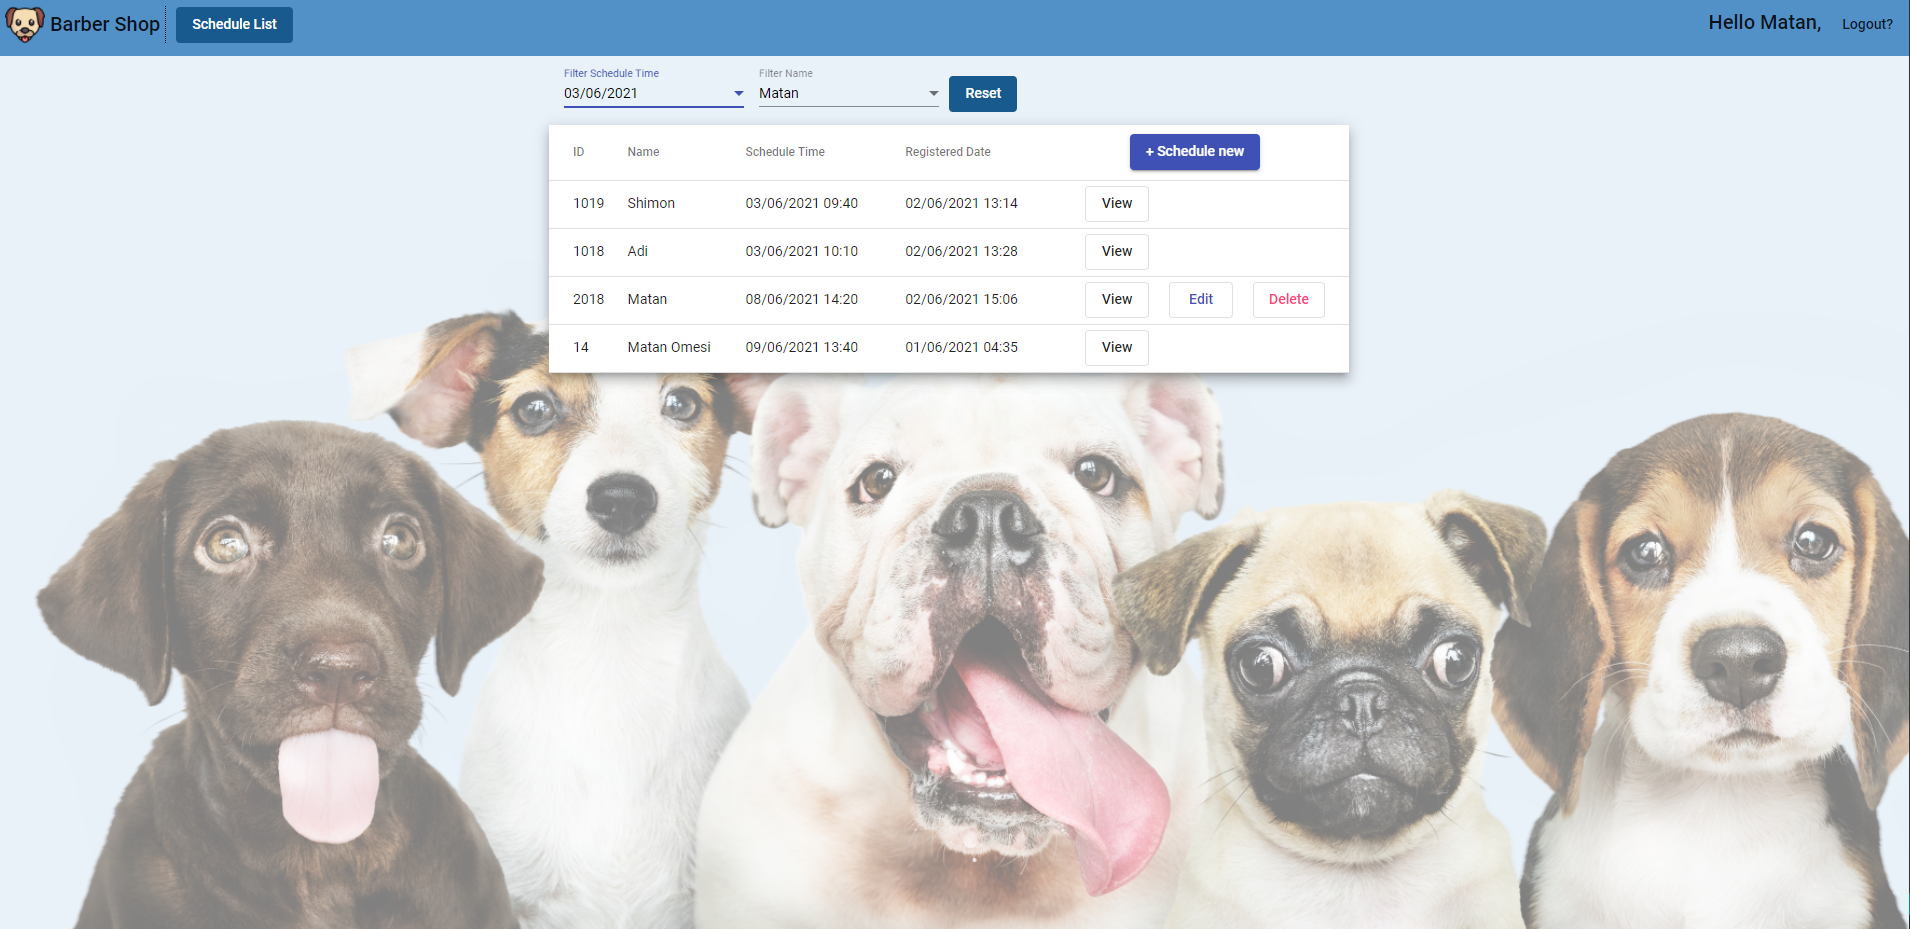 Barber Shop Schedule List Hello Matan, Logout?
Filter Schedule Time Filter Name
03/06/2021 Matan Reset
ID Name Schedule Time Registered Date + Schedule new
1019 Shimon 03/06/2021 09:40 02/06/2021 13:14 View
1018 Adi 03/06/2021 10:10 02/06/2021 13:28 View
2018 Matan 08/06/2021 14:20 02/06/2021 15:06 View Edit Delete
14 Matan Omesi 09/06/2021 13:40 01/06/2021 04:35 View